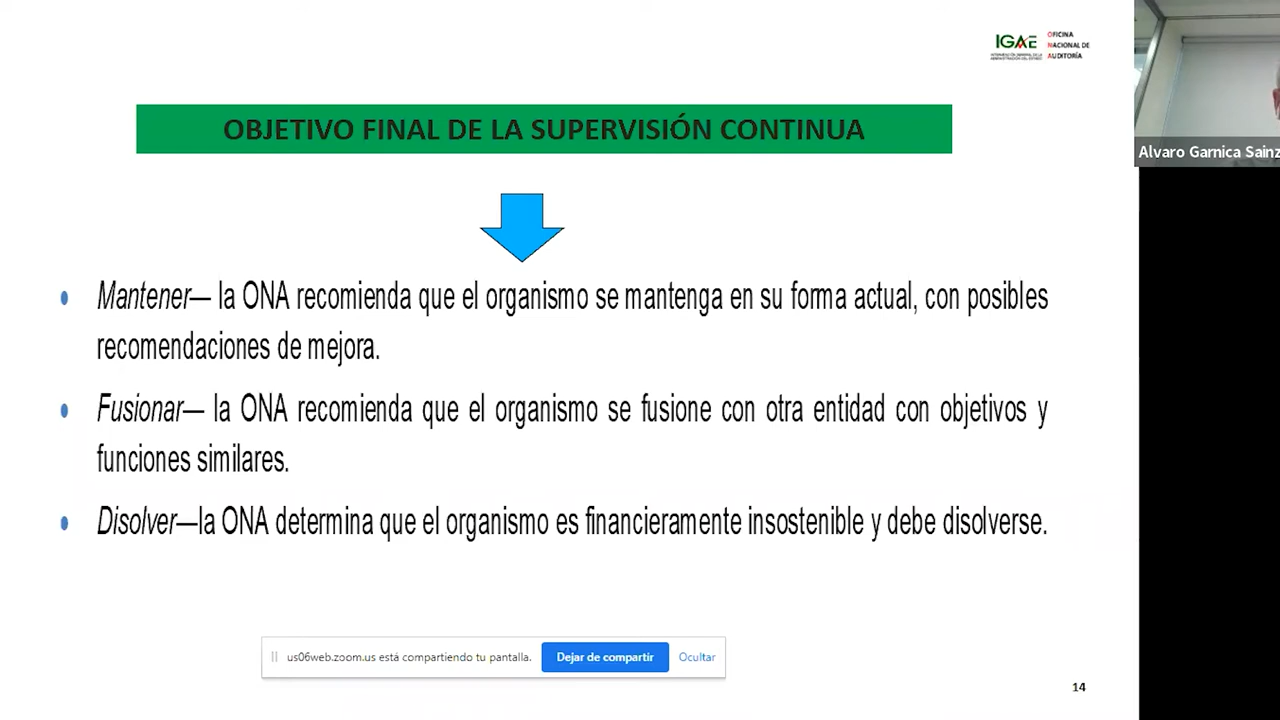 IGAE
OFICINA
NACIONAL DE
AUDITORÍA
OBJETIVO FINAL DE LA SUPERVISIÓN CONTINUA
Alvaro Garnica Sainz
• Mantener— la ONA recomienda que el organismo se mantenga en su forma actual, con posibles
recomendaciones de mejora.
• Fusionar— la ONA recomienda que el organismo se fusione con otra entidad con objetivos y
funciones similares.
• Disolver—la ONA determina que el organismo es financieramente insostenible y debe disolverse.
us06web.zoom.us está compartiendo tu pantalla. Dejar de compartir Ocultar
14